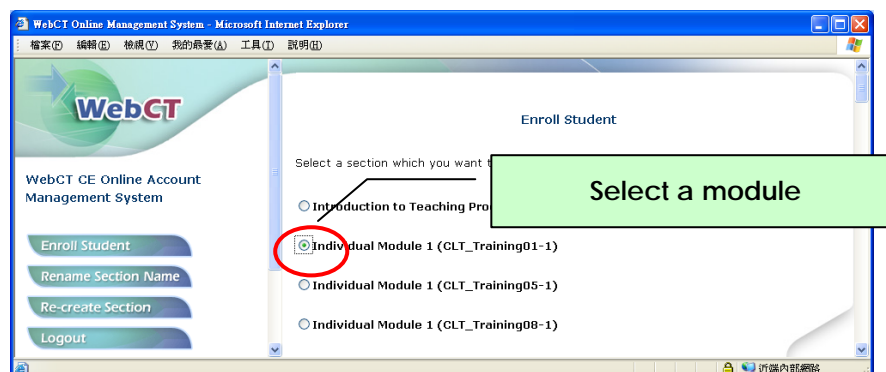 WebCT Online Management System - Microsoft Internet Explorer
檔案(F) 編輯(E) 檢視(V) 我的最愛(A) 工具(T) 說明(H)
WebCT
WebCT CE Online Account
Management System
Enroll Student
Rename Section Name
Re-create Section
Logout
Enroll Student
Select a section which you want
Introduction to Teaching Pro
Individual Module 1 (CLT_Training01-1)
Individual Module 1 (CLT_Training05-1)
Individual Module 1 (CLT_Training08-1)
Select a module
近端內部網路